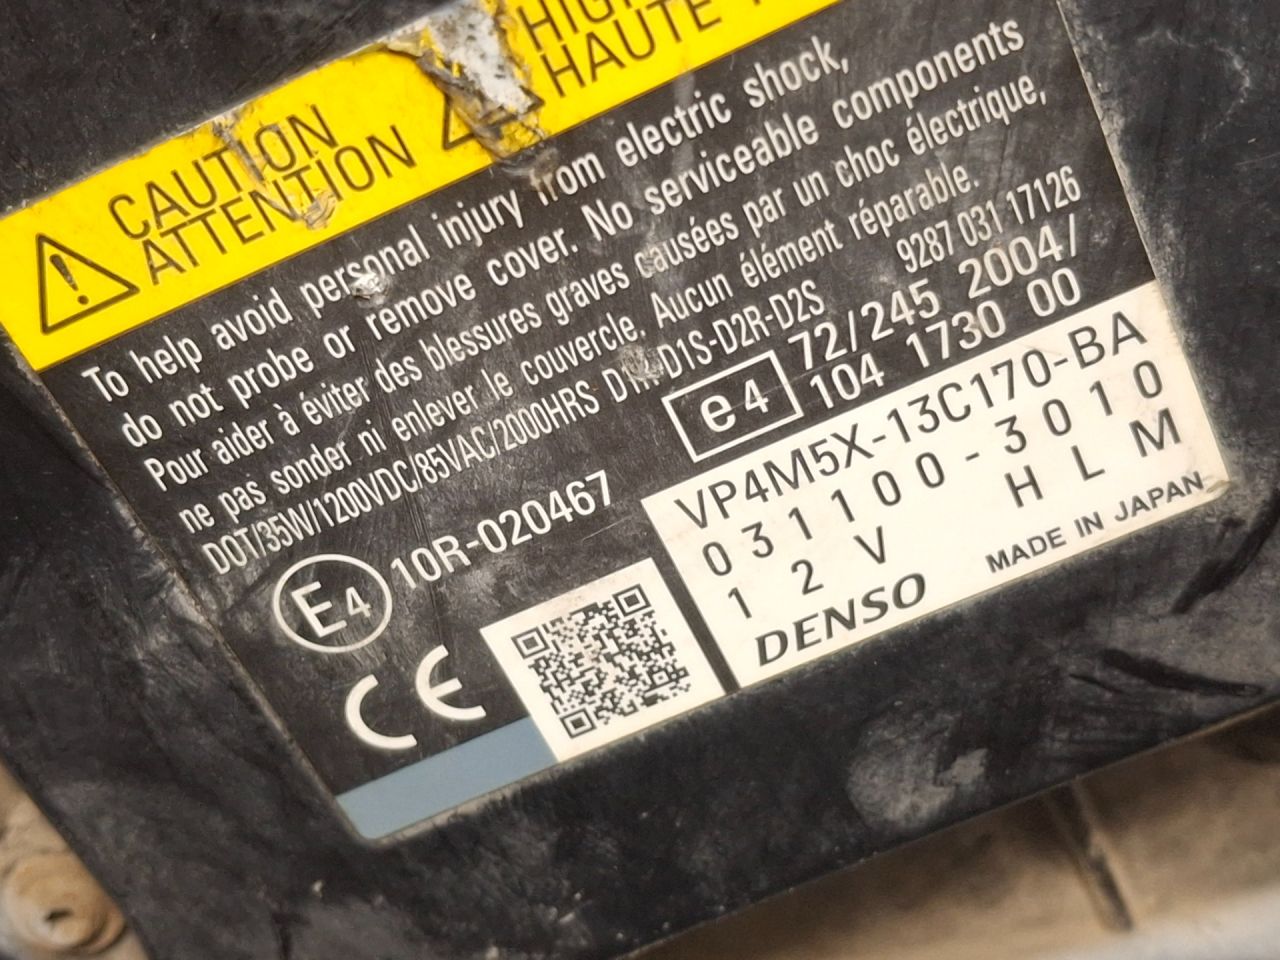 CAUTION
ATTENTION
HIGH
HAUTE
To help avoid personal injury from electric shock,
do not probe or remove cover. No serviceable components
Pour aider à éviter des blessures graves causées par un choc électrique,
ne pas sonder ni enlever le couvercle. Aucun élément réparable.
DOT/35W/1200VDC/85VAC/2000HRS D1R-D1S-D2R-D2S
9287 031 17126
e4 72/245 2004/
104 1730 00
E4 10R-020467
CE
VP4M5X-13C170-BA
031100-3010
12V HLM
DENSO MADE IN JAPAN